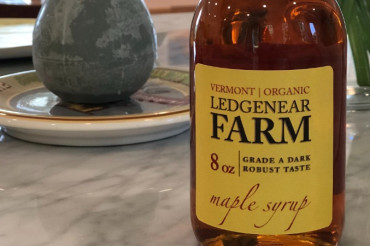 VERMONT | ORGANIC
LEDGENEAR
FARM
8 oz | GRADE A DARK
ROBUST TASTE
maple syrup